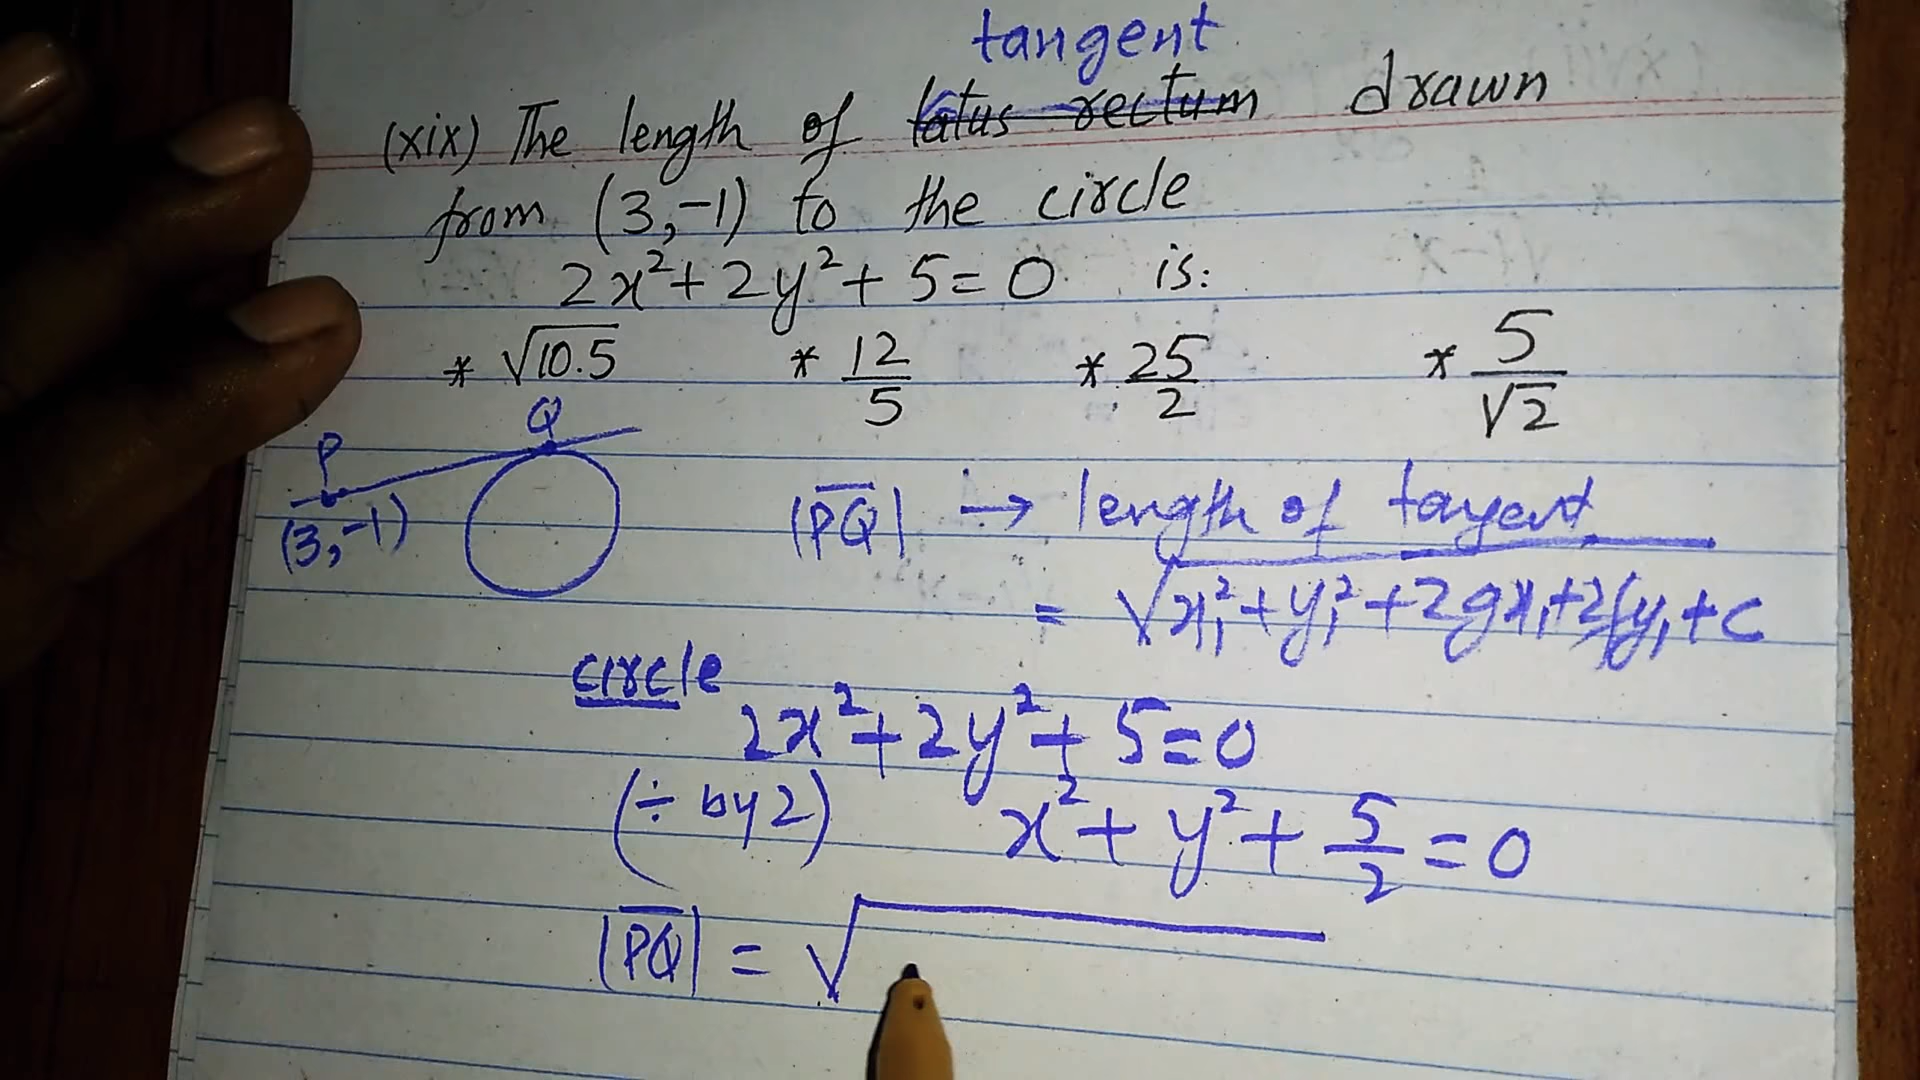 tangent
(xix) The length of latus rectum drawn
from (3,-1) to the circle
2x²+2y²+5=0 is:
* √10.5 * 12/5 * 25/2 * 5/√2
Q
P
(3,-1)
|PQ| → length of tangent
= √x₁²+y₁²+2gx₁+2fy₁+c
circle
2x²+2y²+5=0
(÷ by 2) x²+y²+5/2=0
|PQ| = √